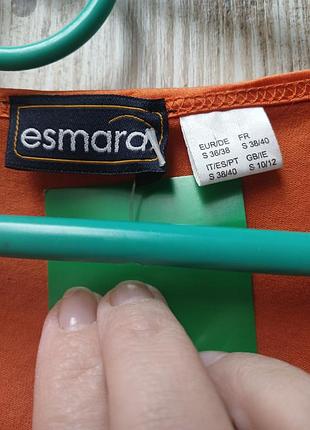 esmara
EUR/DE FR
S 36/38 S 38/40
IT/ES/PT GB/IE
S 38/40 S 10/12